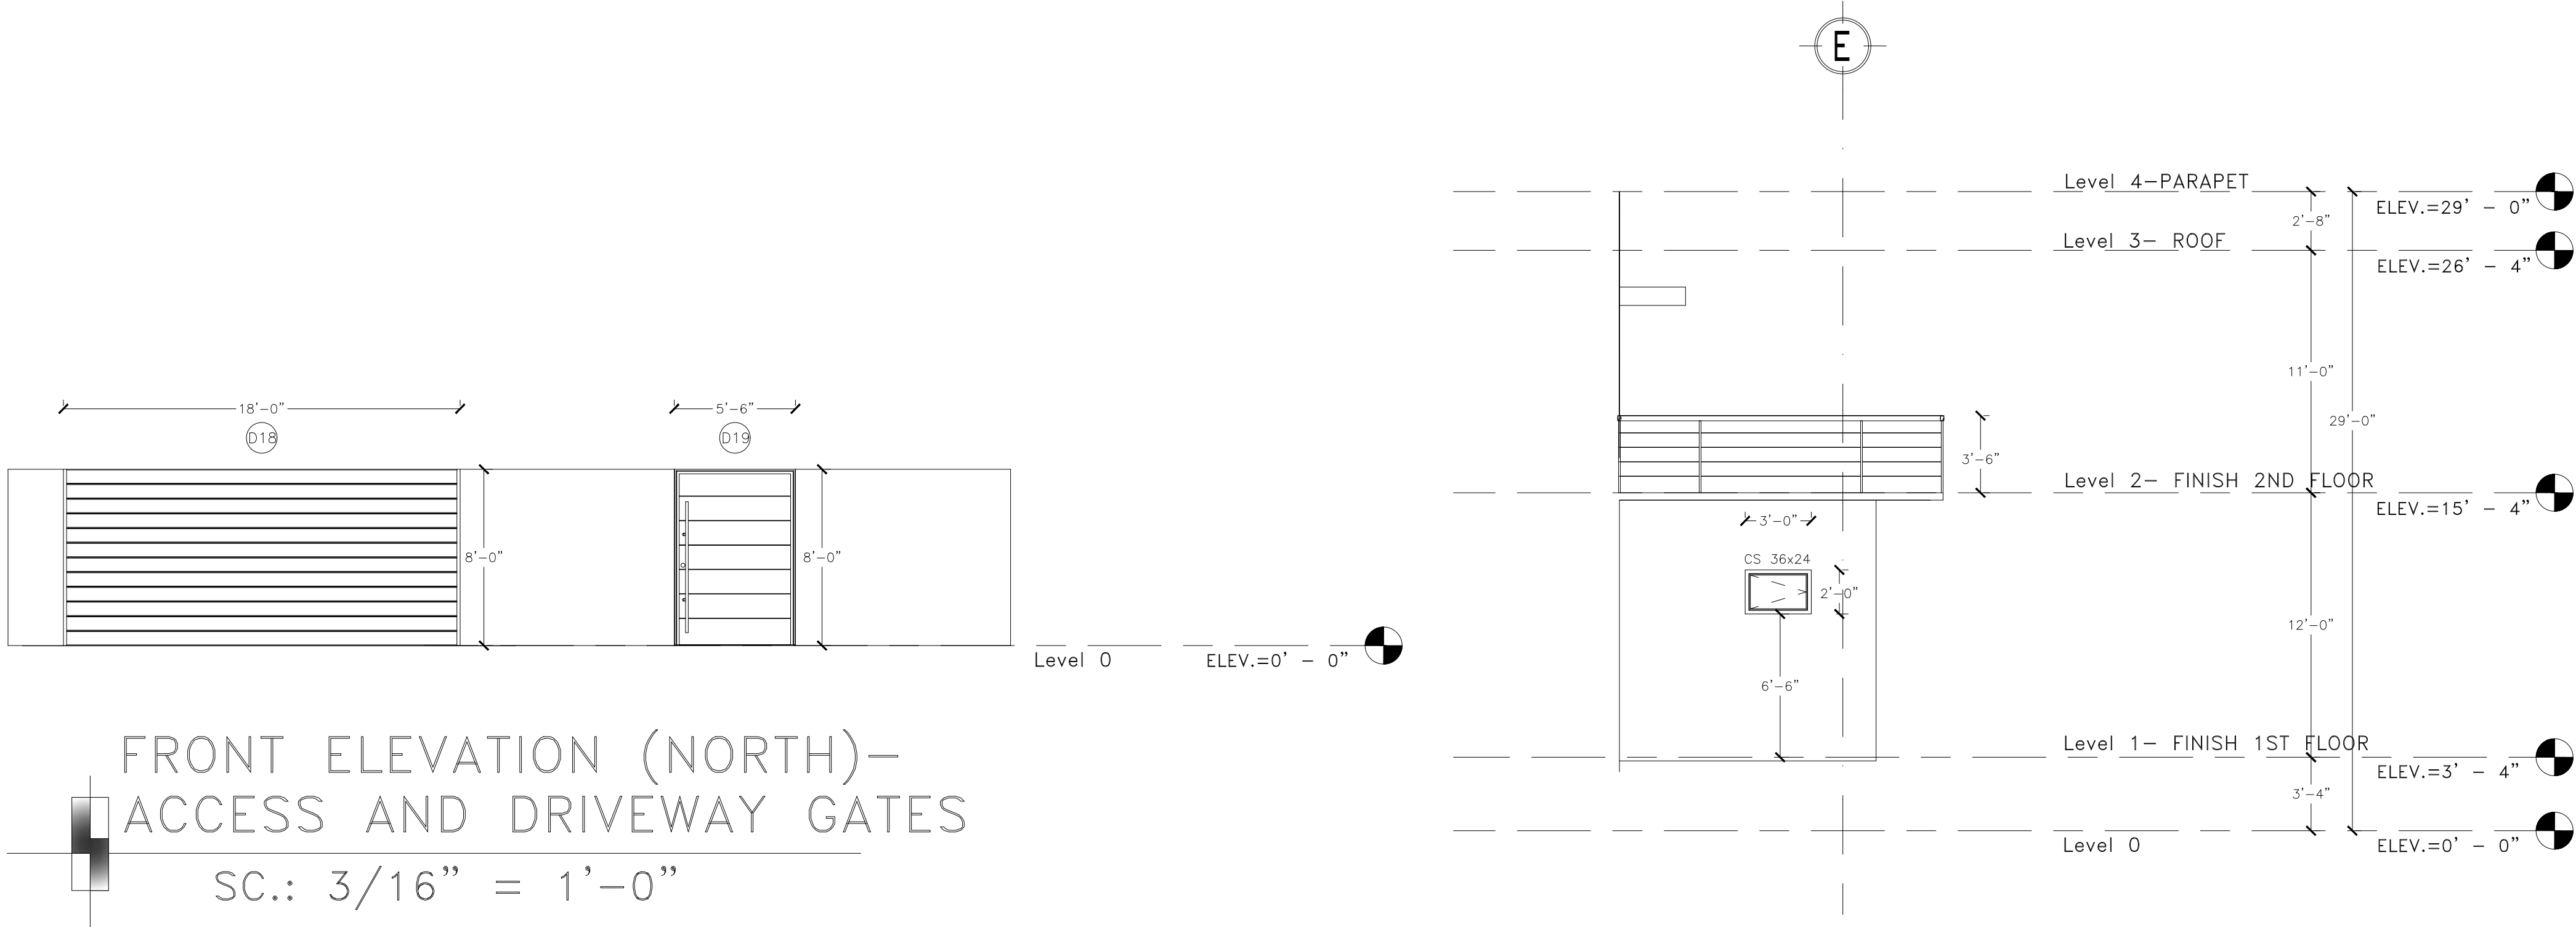 E
Level 4-PARAPET
ELEV.=29' - 0"
2'-8"
Level 3- ROOF
ELEV.=26' - 4"
11'-0"
29'-0"
18'-0"
5'-6"
D18
D19
3'-6"
8'-0"
8'-0"
Level 2- FINISH 2ND FLOOR
ELEV.=15' - 4"
3'-0"
CS 36x24
2'-0"
12'-0"
6'-6"
Level 0
ELEV.=0' - 0"
Level 1- FINISH 1ST FLOOR
ELEV.=3' - 4"
3'-4"
Level 0
ELEV.=0' - 0"
FRONT ELEVATION (NORTH)-
ACCESS AND DRIVEWAY GATES
SC.: 3/16" = 1'-0"